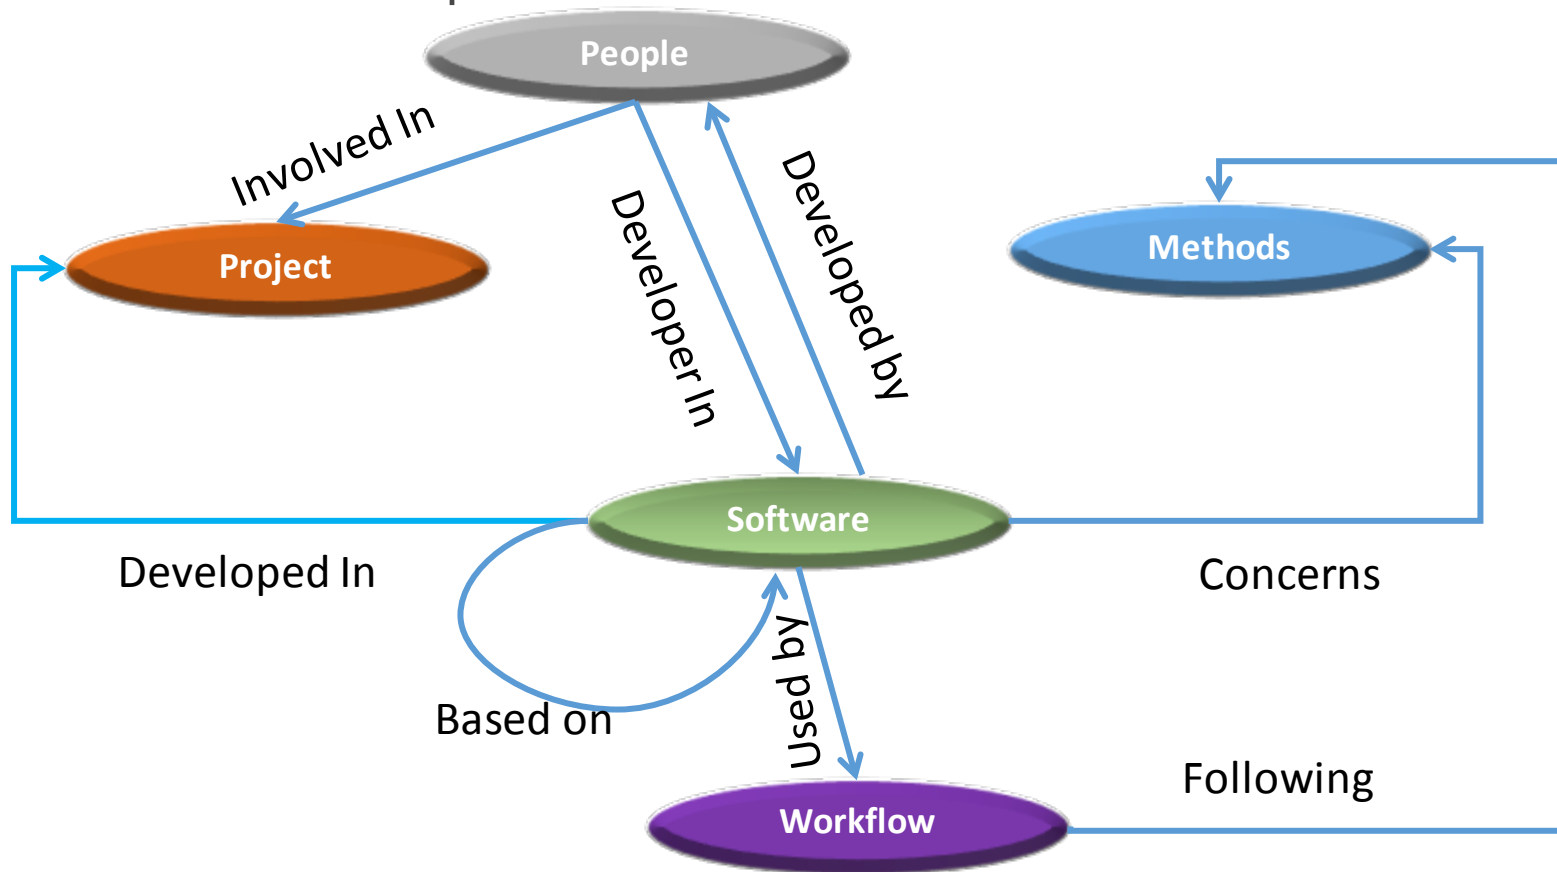 People
Involved In
Developer In
Developed by
Project
Methods
Software
Developed In
Concerns
Based on
Used by
Following
Workflow